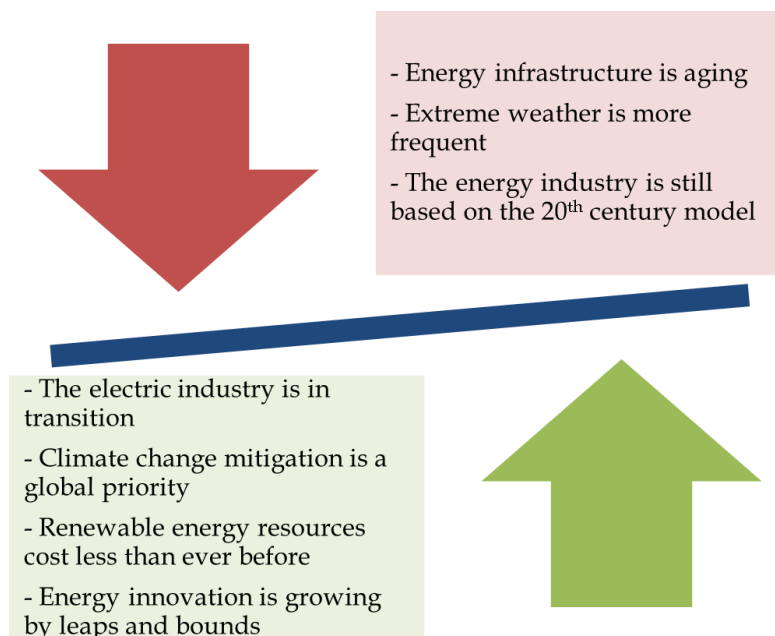 - Energy infrastructure is aging
- Extreme weather is more
frequent
- The energy industry is still
based on the 20th century model
- The electric industry is in
transition
- Climate change mitigation is a
global priority
- Renewable energy resources
cost less than ever before
- Energy innovation is growing
by leaps and bounds